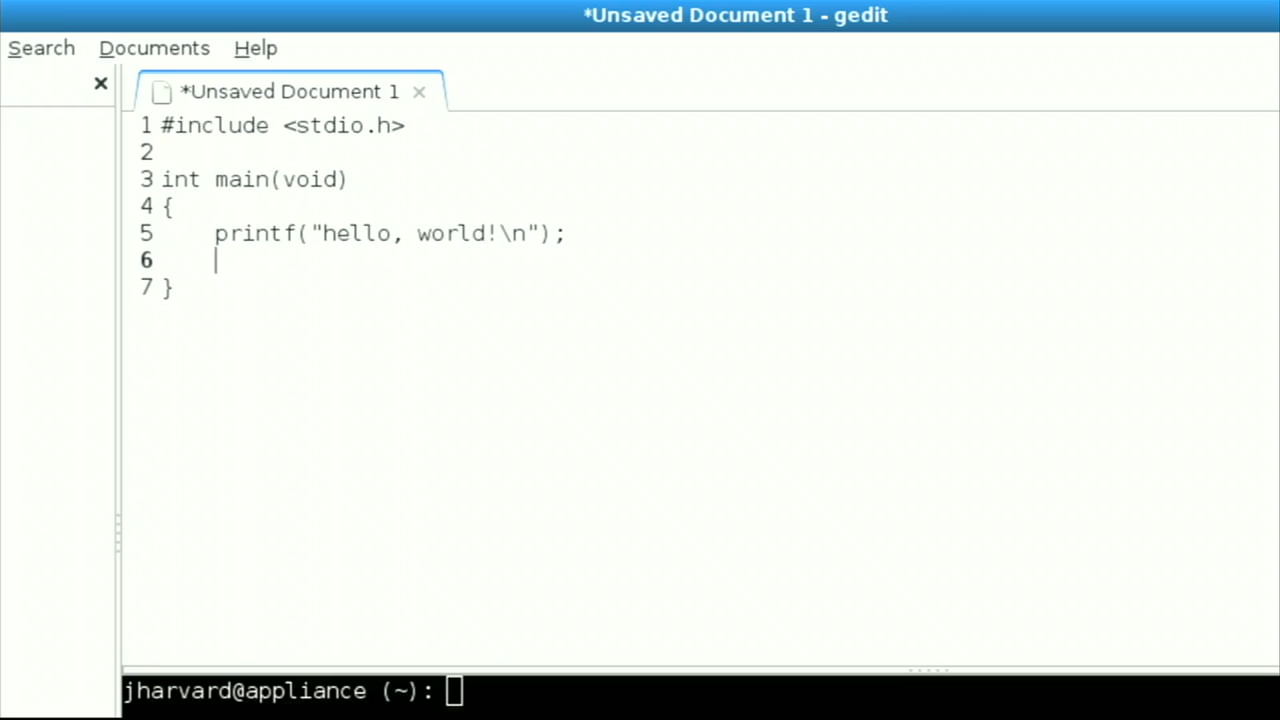 *Unsaved Document 1 - gedit
Search Documents Help
*Unsaved Document 1
1 #include <stdio.h>
2
3 int main(void)
4 {
5     printf("hello, world!\n");
6
7 }
jharvard@appliance (~):